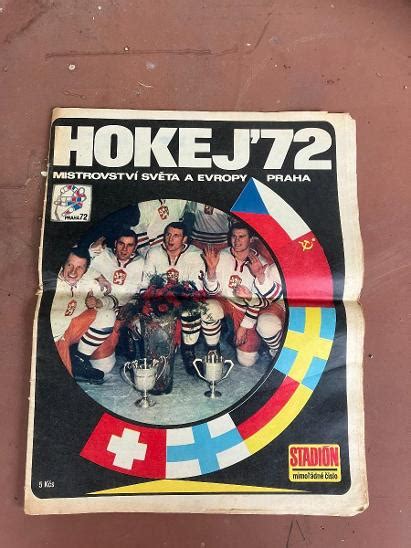 HOKEJ'72
MISTROVSTVÍ SVĚTA A EVROPY PRAHA
PRAHA 72
STADIÓN
mimořádné číslo
5 Kčs